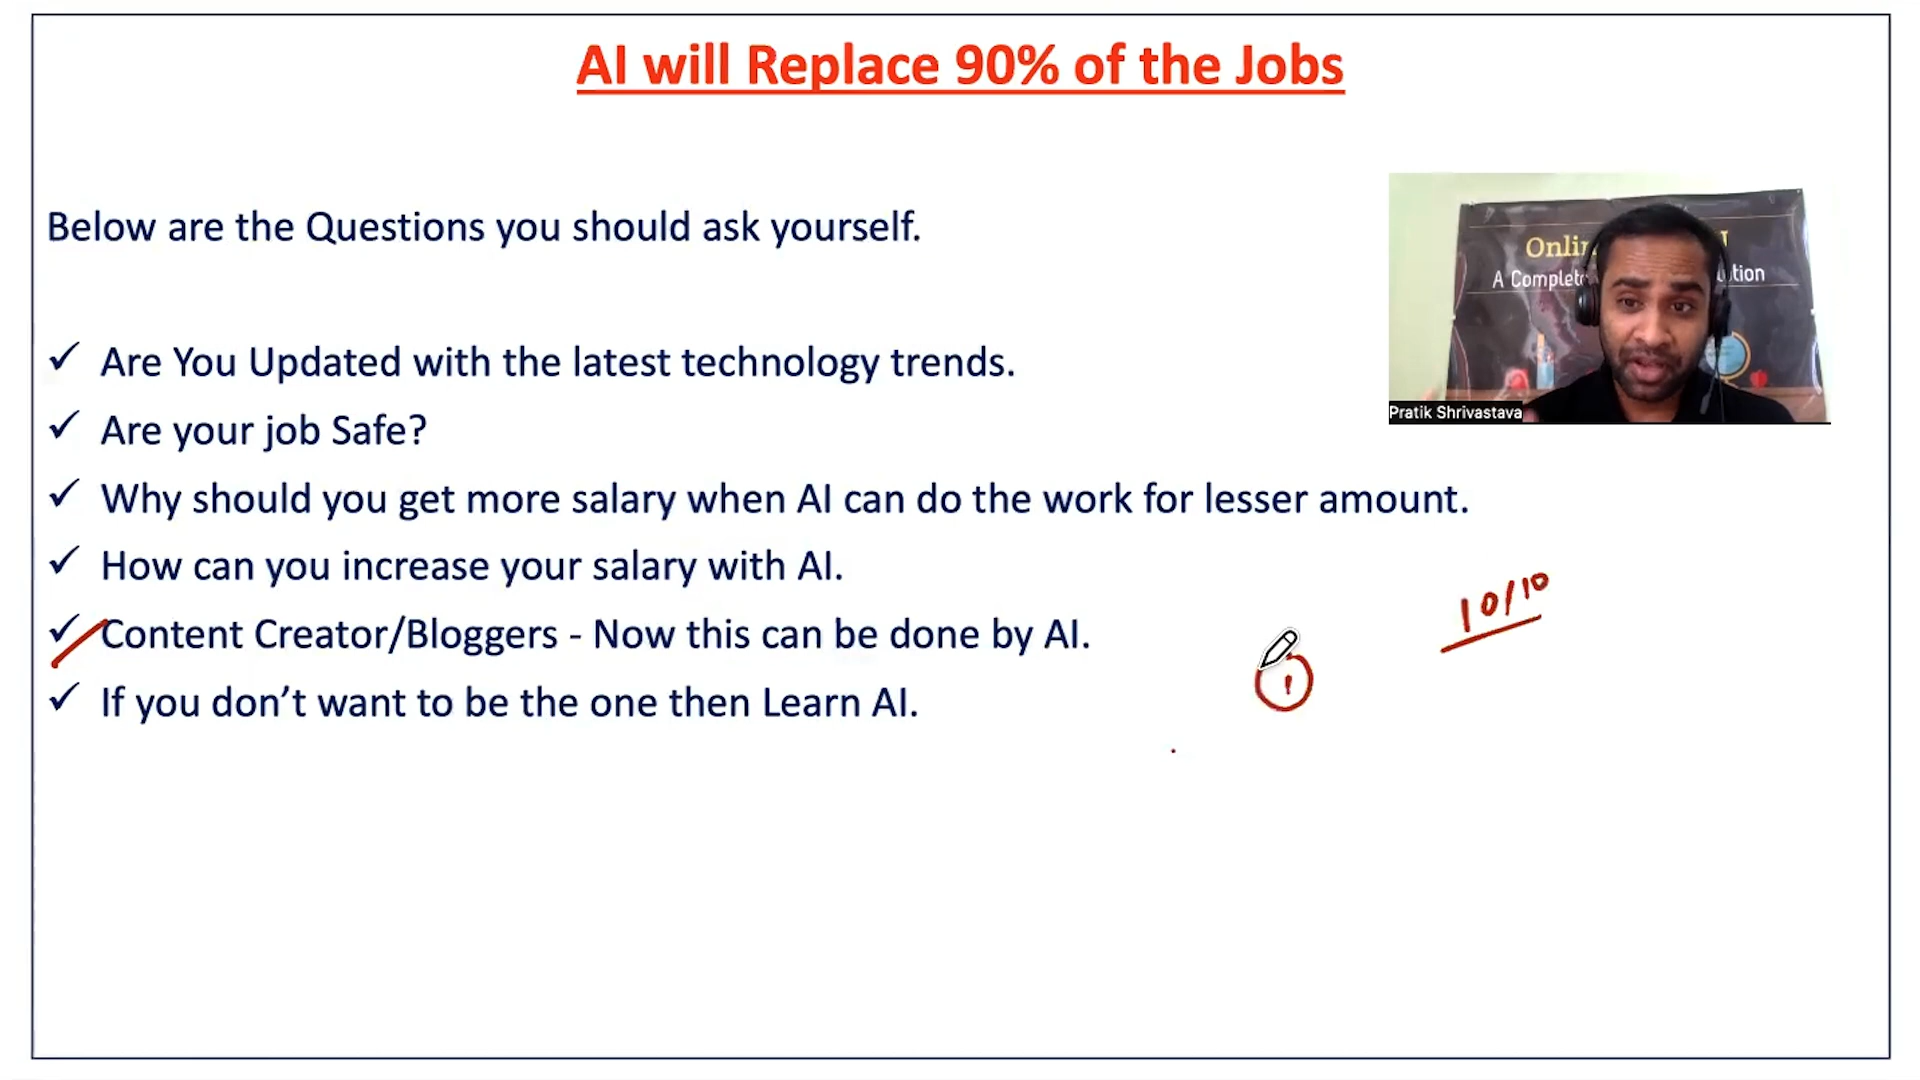 AI will Replace 90% of the Jobs
Below are the Questions you should ask yourself.
Onlin
A Complete
ution
Pratik Shrivastava
✓ Are You Updated with the latest technology trends.
✓ Are your job Safe?
✓ Why should you get more salary when AI can do the work for lesser amount.
✓ How can you increase your salary with AI.
10/10
✓ Content Creator/Bloggers - Now this can be done by AI.
1
✓ If you don’t want to be the one then Learn AI.